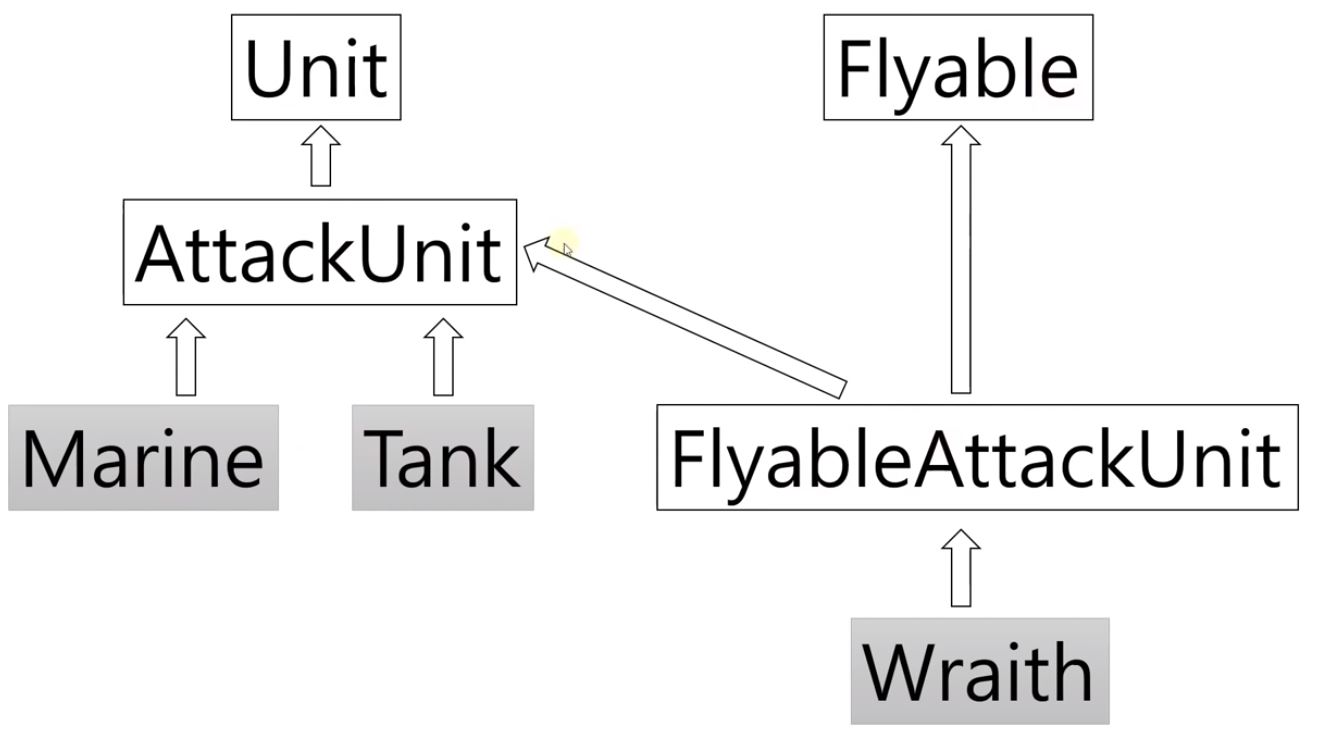 Unit
Flyable
AttackUnit
Marine
Tank
FlyableAttackUnit
Wraith